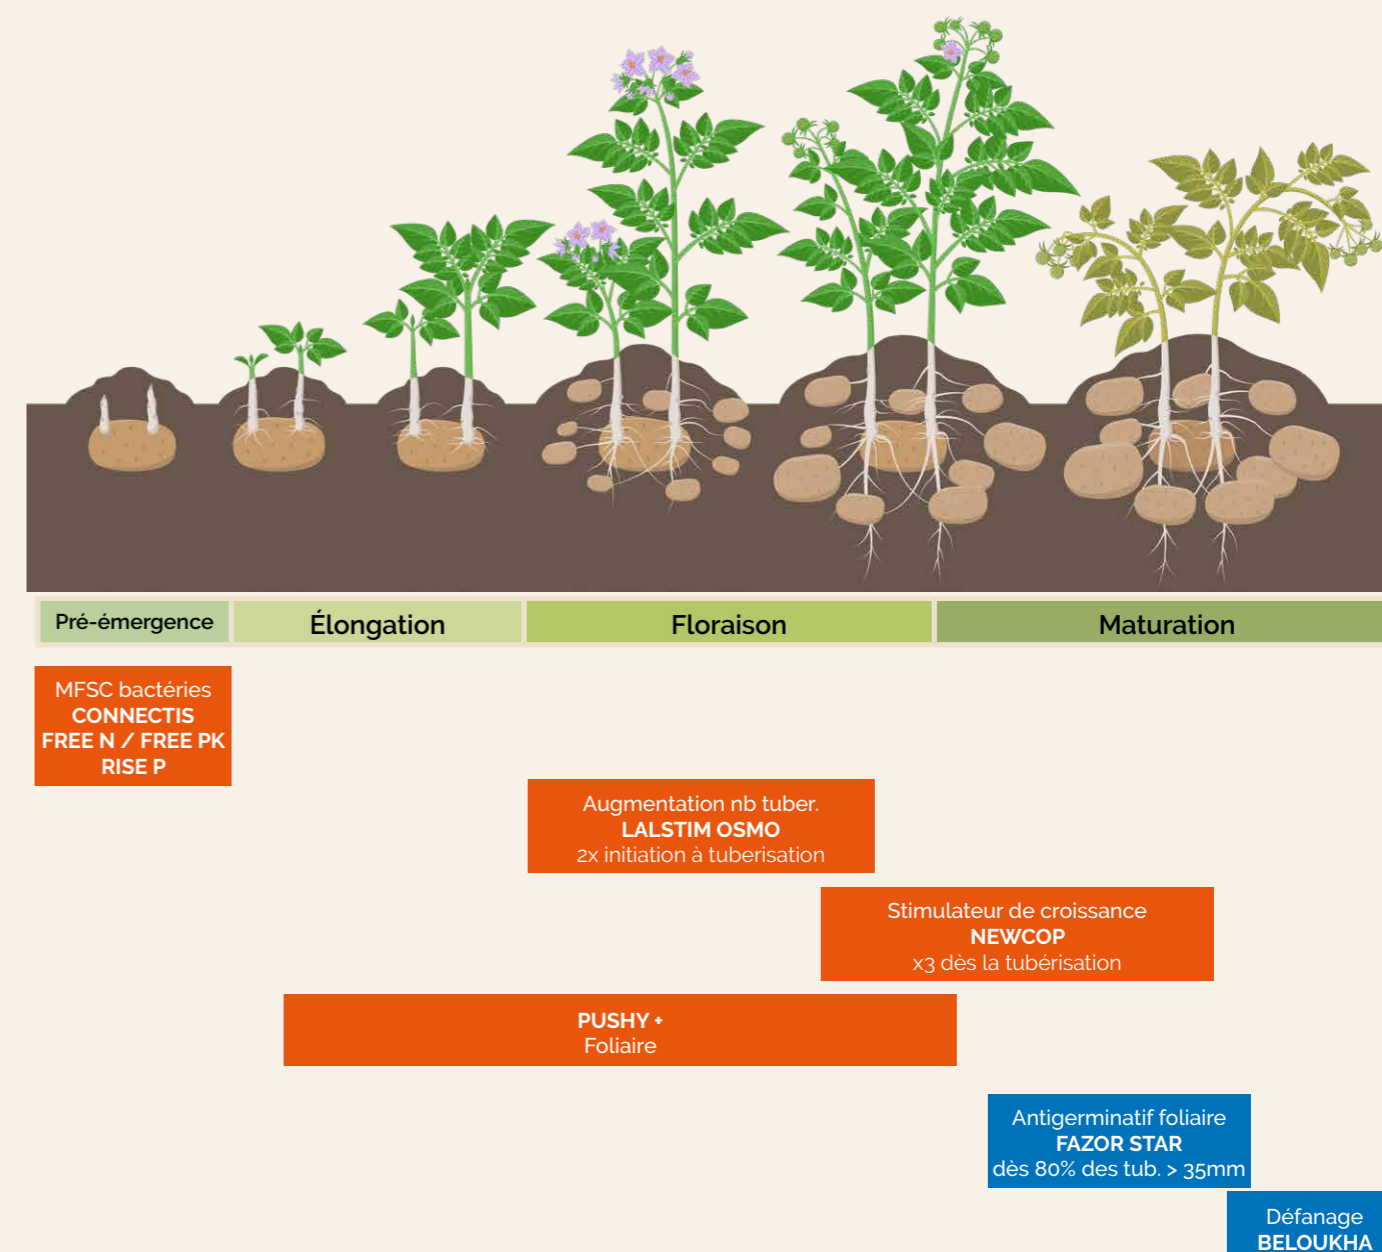 Pré-émergence
Élongation
Floraison
Maturation
MFSC bactéries
CONNECTIS
FREE N / FREE PK
RISE P
Augmentation nb tuber.
LALSTIM OSMO
2x initiation à tuberisation
Stimulateur de croissance
NEWCOP
x3 dès la tubérisation
PUSHY +
Foliaire
Antigerminatif foliaire
FAZOR STAR
dès 80% des tub. > 35mm
Défanage
BELOUKHA